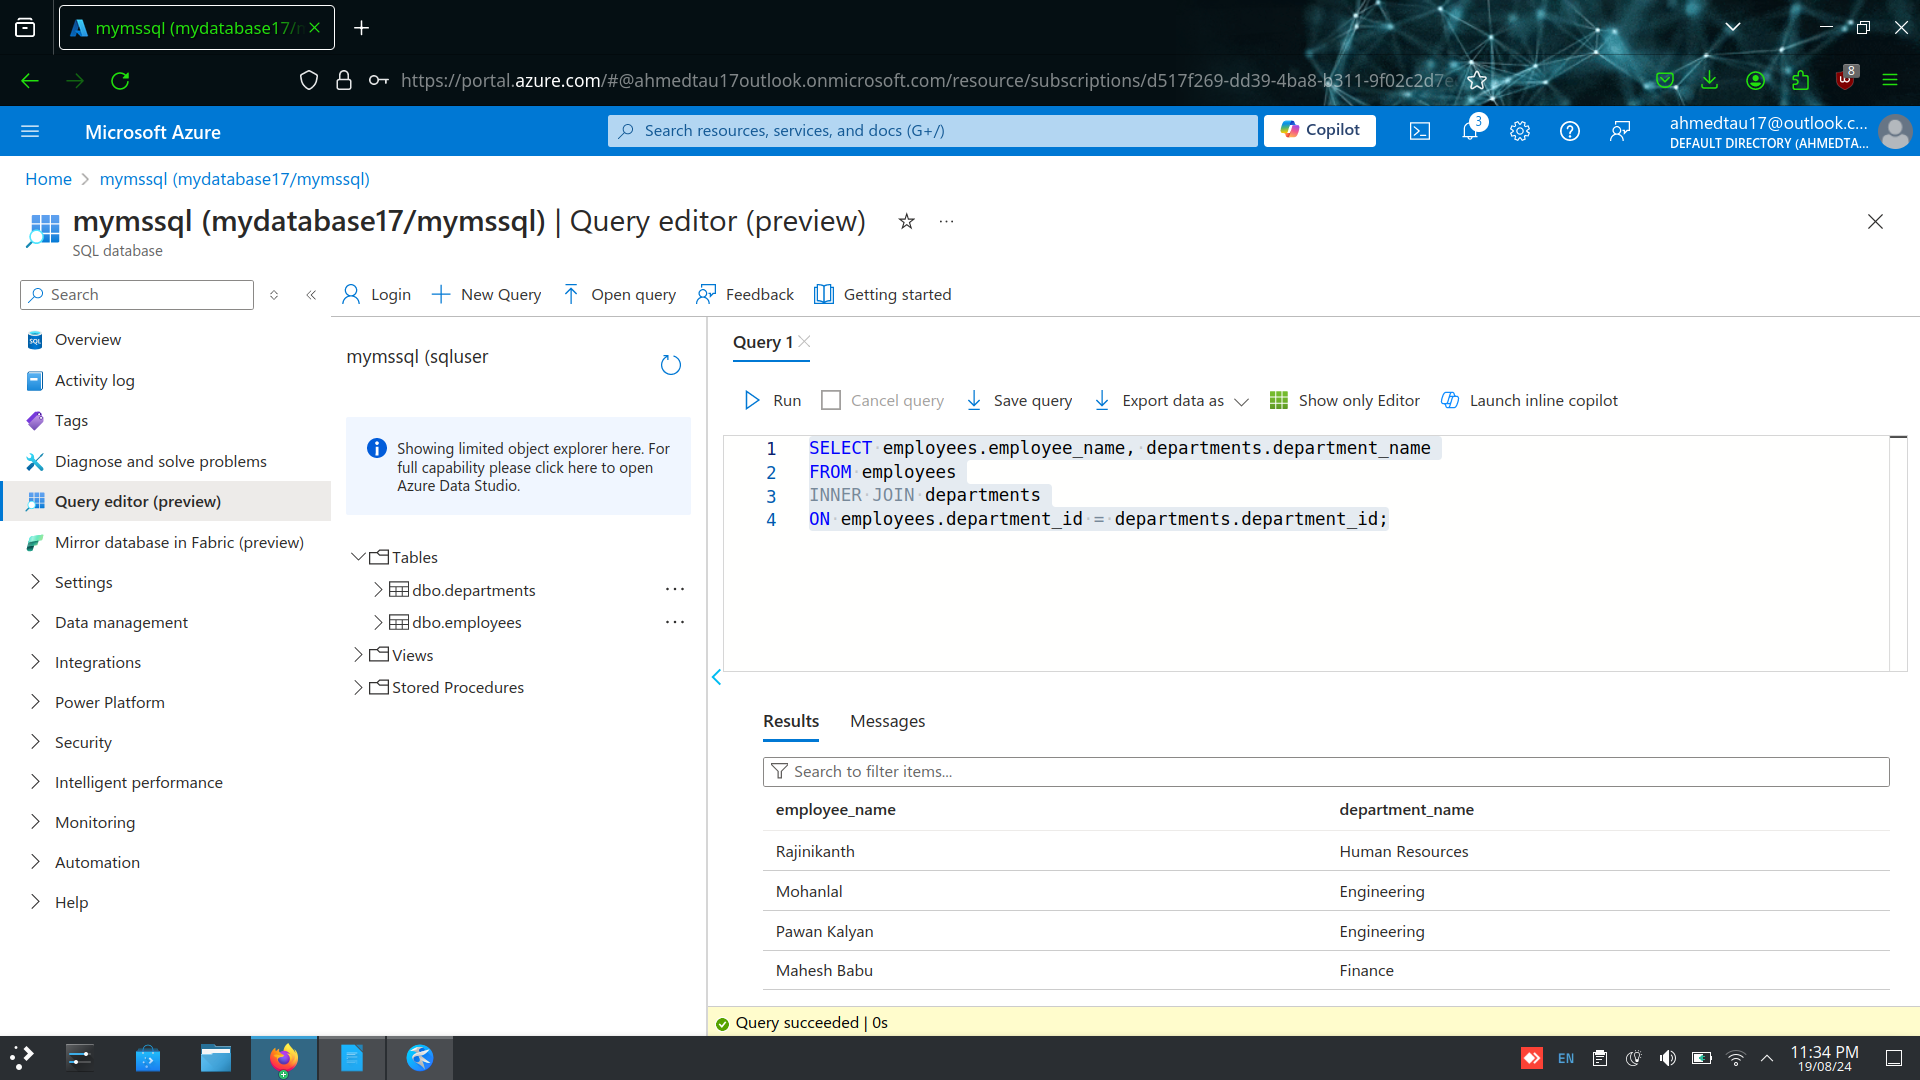 mymssql (mydatabase17/m
https://portal.azure.com/#@ahmedtau17outlook.onmicrosoft.com/resource/subscriptions/d517f269-dd39-4ba8-b311-9f02c2d7e
8
Microsoft Azure
Search resources, services, and docs (G+/)
Copilot
3
ahmedtau17@outlook.c...
DEFAULT DIRECTORY (AHMEDTA...
Home
mymssql (mydatabase17/mymssql)
mymssql (mydatabase17/mymssql) | Query editor (preview)
SQL database
Search
Login
New Query
Open query
Feedback
Getting started
Overview
Activity log
Tags
Diagnose and solve problems
Query editor (preview)
Mirror database in Fabric (preview)
Settings
Data management
Integrations
Power Platform
Security
Intelligent performance
Monitoring
Automation
Help
mymssql (sqluser
Showing limited object explorer here. For
full capability please click here to open
Azure Data Studio.
Tables
dbo.departments
dbo.employees
Views
Stored Procedures
Query 1
Run
Cancel query
Save query
Export data as
Show only Editor
Launch inline copilot
1 SELECT employees.employee_name, departments.department_name
2 FROM employees
3 INNER JOIN departments
4 ON employees.department_id = departments.department_id;
Results
Messages
Search to filter items...
employee_name department_name
Rajinikanth Human Resources
Mohanlal Engineering
Pawan Kalyan Engineering
Mahesh Babu Finance
Query succeeded | 0s
EN
11:34 PM
19/08/24